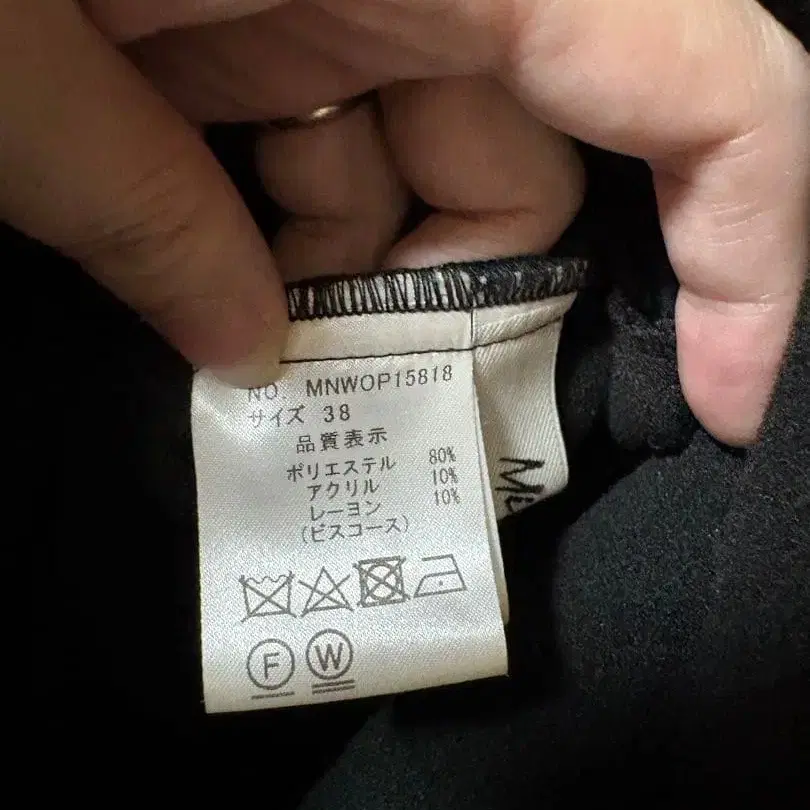 NO. MNWOP15818
サイズ 38
品質表示
ポリエステル 80%
アクリル 10%
レーヨン 10%
(ビスコース)
F W